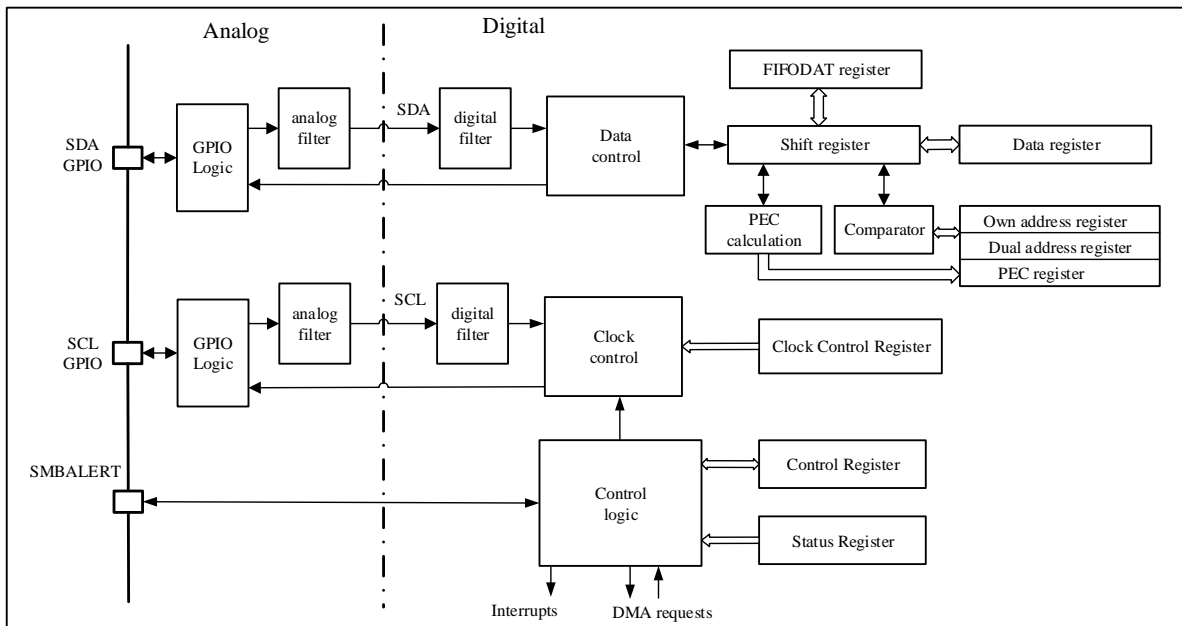 Analog
Digital
FIFODAT register
SDA
GPIO
GPIO
Logic
analog
filter
SDA
digital
filter
Data
control
Shift register
Data register
PEC
calculation
Comparator
Own address register
Dual address register
PEC register
SCL
GPIO
GPIO
Logic
analog
filter
SCL
digital
filter
Clock
control
Clock Control Register
SMBALERT
Control
logic
Control Register
Status Register
Interrupts
DMA requests